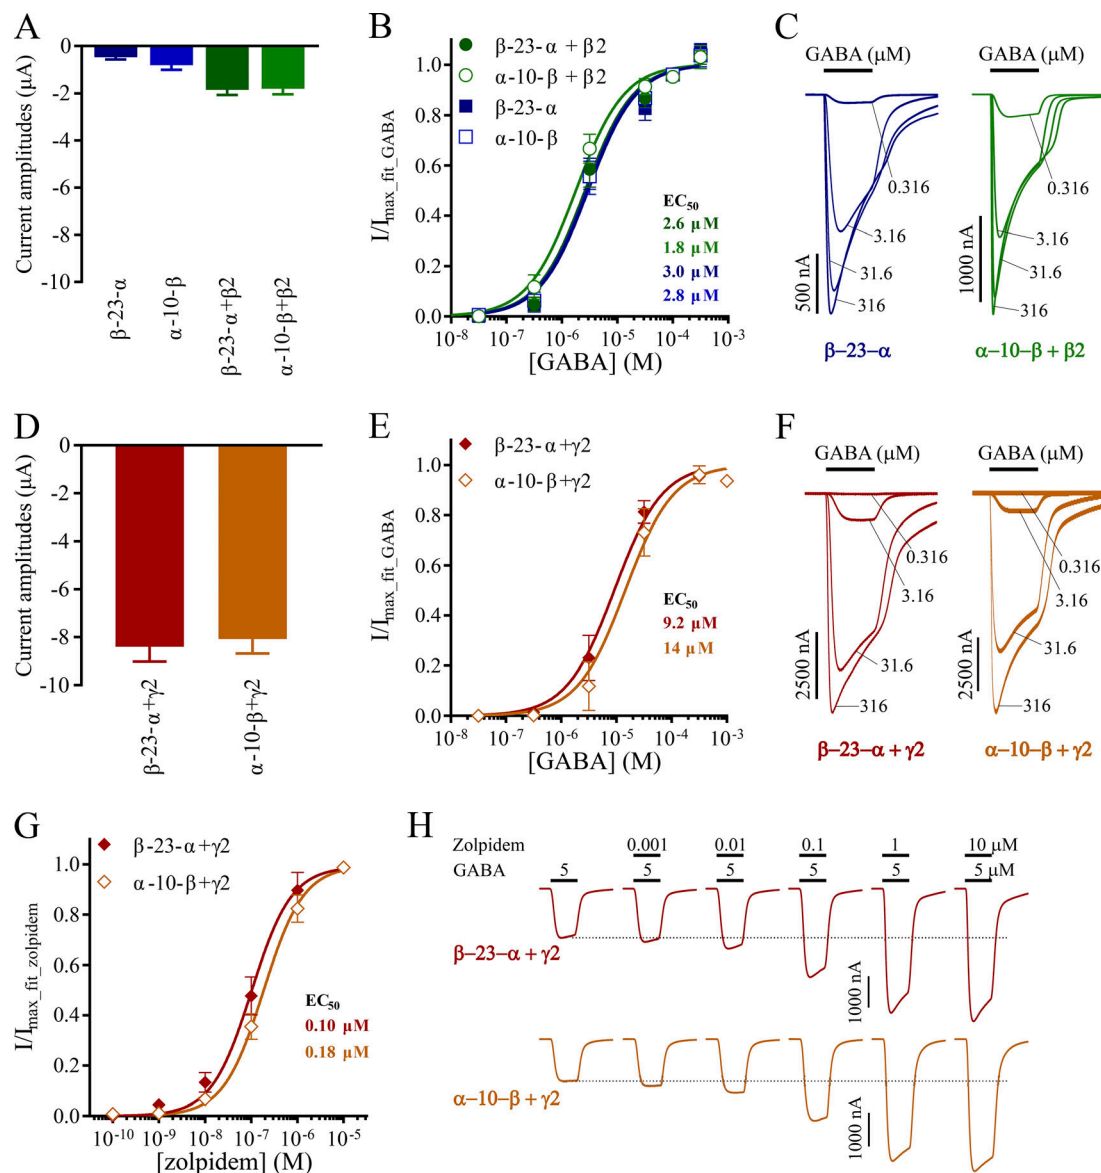 A
Current amplitudes (μA)
0
-2
-4
-6
-8
-10
β-23-α
α-10-β
β-23-α+β2
α-10-β+β2
B
β-23-α + β2
α-10-β + β2
β-23-α
α-10-β
I/Imax_fit_GABA
1.0
0.8
0.6
0.4
0.2
0.0
EC50
2.6 μM
1.8 μM
3.0 μM
2.8 μM
10-8 10-7 10-6 10-5 10-4 10-3
[GABA] (M)
C
GABA (μM)
0.316
3.16
31.6
316
500 nA
β–23–α
GABA (μM)
0.316
3.16
31.6
316
1000 nA
α–10–β + β2
D
Current amplitudes (μA)
0
-2
-4
-6
-8
-10
β-23-α+γ2
α-10-β+γ2
E
β-23-α+γ2
α-10-β+γ2
I/Imax_fit_GABA
1.0
0.8
0.6
0.4
0.2
0.0
EC50
9.2 μM
14 μM
10-8 10-7 10-6 10-5 10-4 10-3
[GABA] (M)
F
GABA (μM)
0.316
3.16
31.6
316
2500 nA
β–23–α + γ2
GABA (μM)
0.316
3.16
31.6
316
2500 nA
α–10–β + γ2
G
β-23-α+γ2
α-10-β+γ2
I/Imax_fit_zolpidem
1.0
0.8
0.6
0.4
0.2
0.0
EC50
0.10 μM
0.18 μM
10-10 10-9 10-8 10-7 10-6 10-5
[zolpidem] (M)
H
Zolpidem 0.001 0.01 0.1 1 10 μM
GABA 5 5 5 5 5 5 μM
β–23–α + γ2
1000 nA
α–10–β + γ2
1000 nA